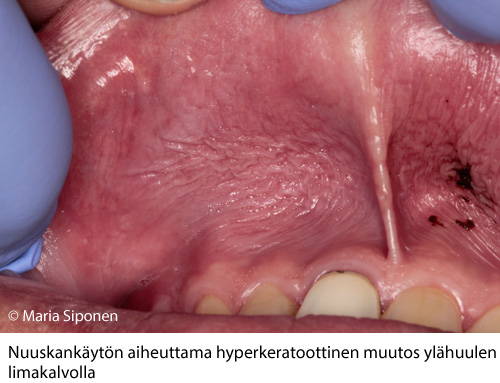 © Maria Siponen
Nuuskankäytön aiheuttama hyperkeratoottinen muutos ylähuulen
limakalvolla